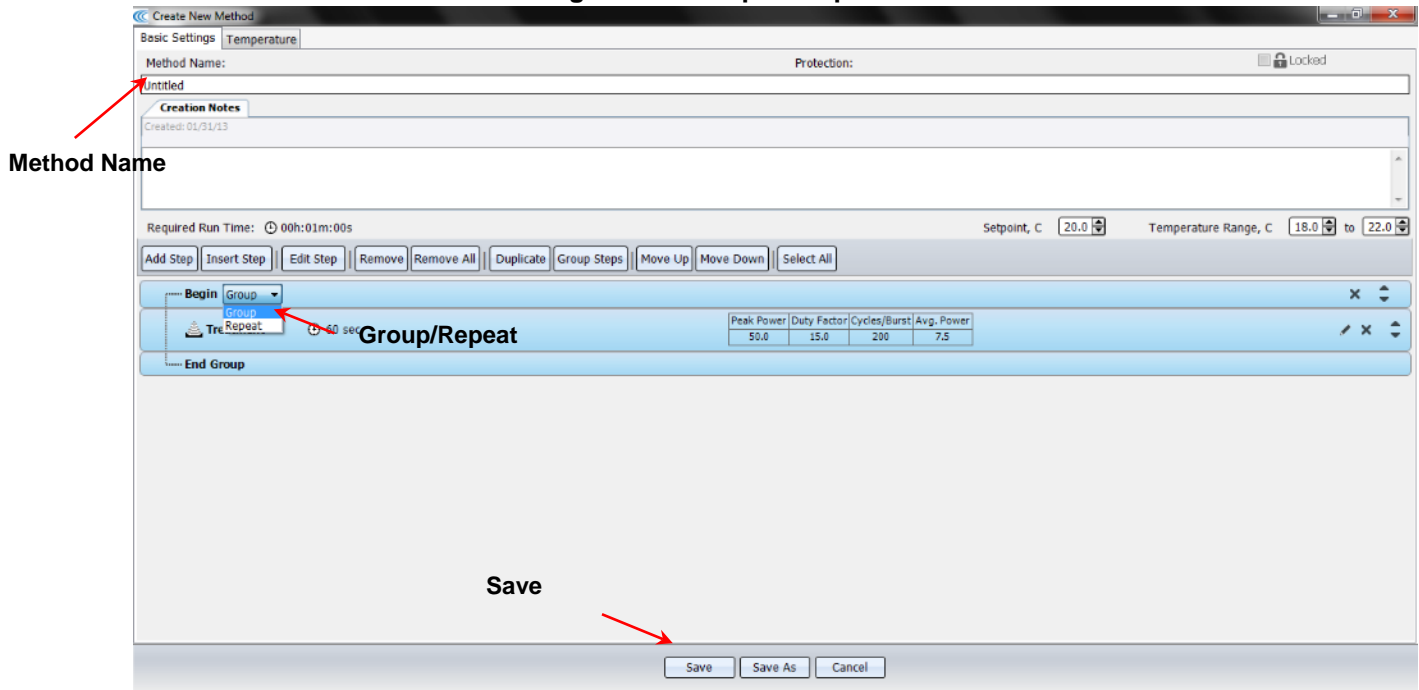 Create New Method
Basic Settings Temperature
Method Name: Protection: Locked
Untitled
Creation Notes
Created: 01/31/13
Method Name
Required Run Time: 00h:01m:00s Setpoint, C 20.0 Temperature Range, C 18.0 to 22.0
Add Step Insert Step Edit Step Remove Remove All Duplicate Group Steps Move Up Move Down Select All
Begin Group
Group
Repeat
60 sec Group/Repeat
Peak Power Duty Factor Cycles/Burst Avg. Power
50.0 15.0 200 7.5
End Group
Save
Save Save As Cancel